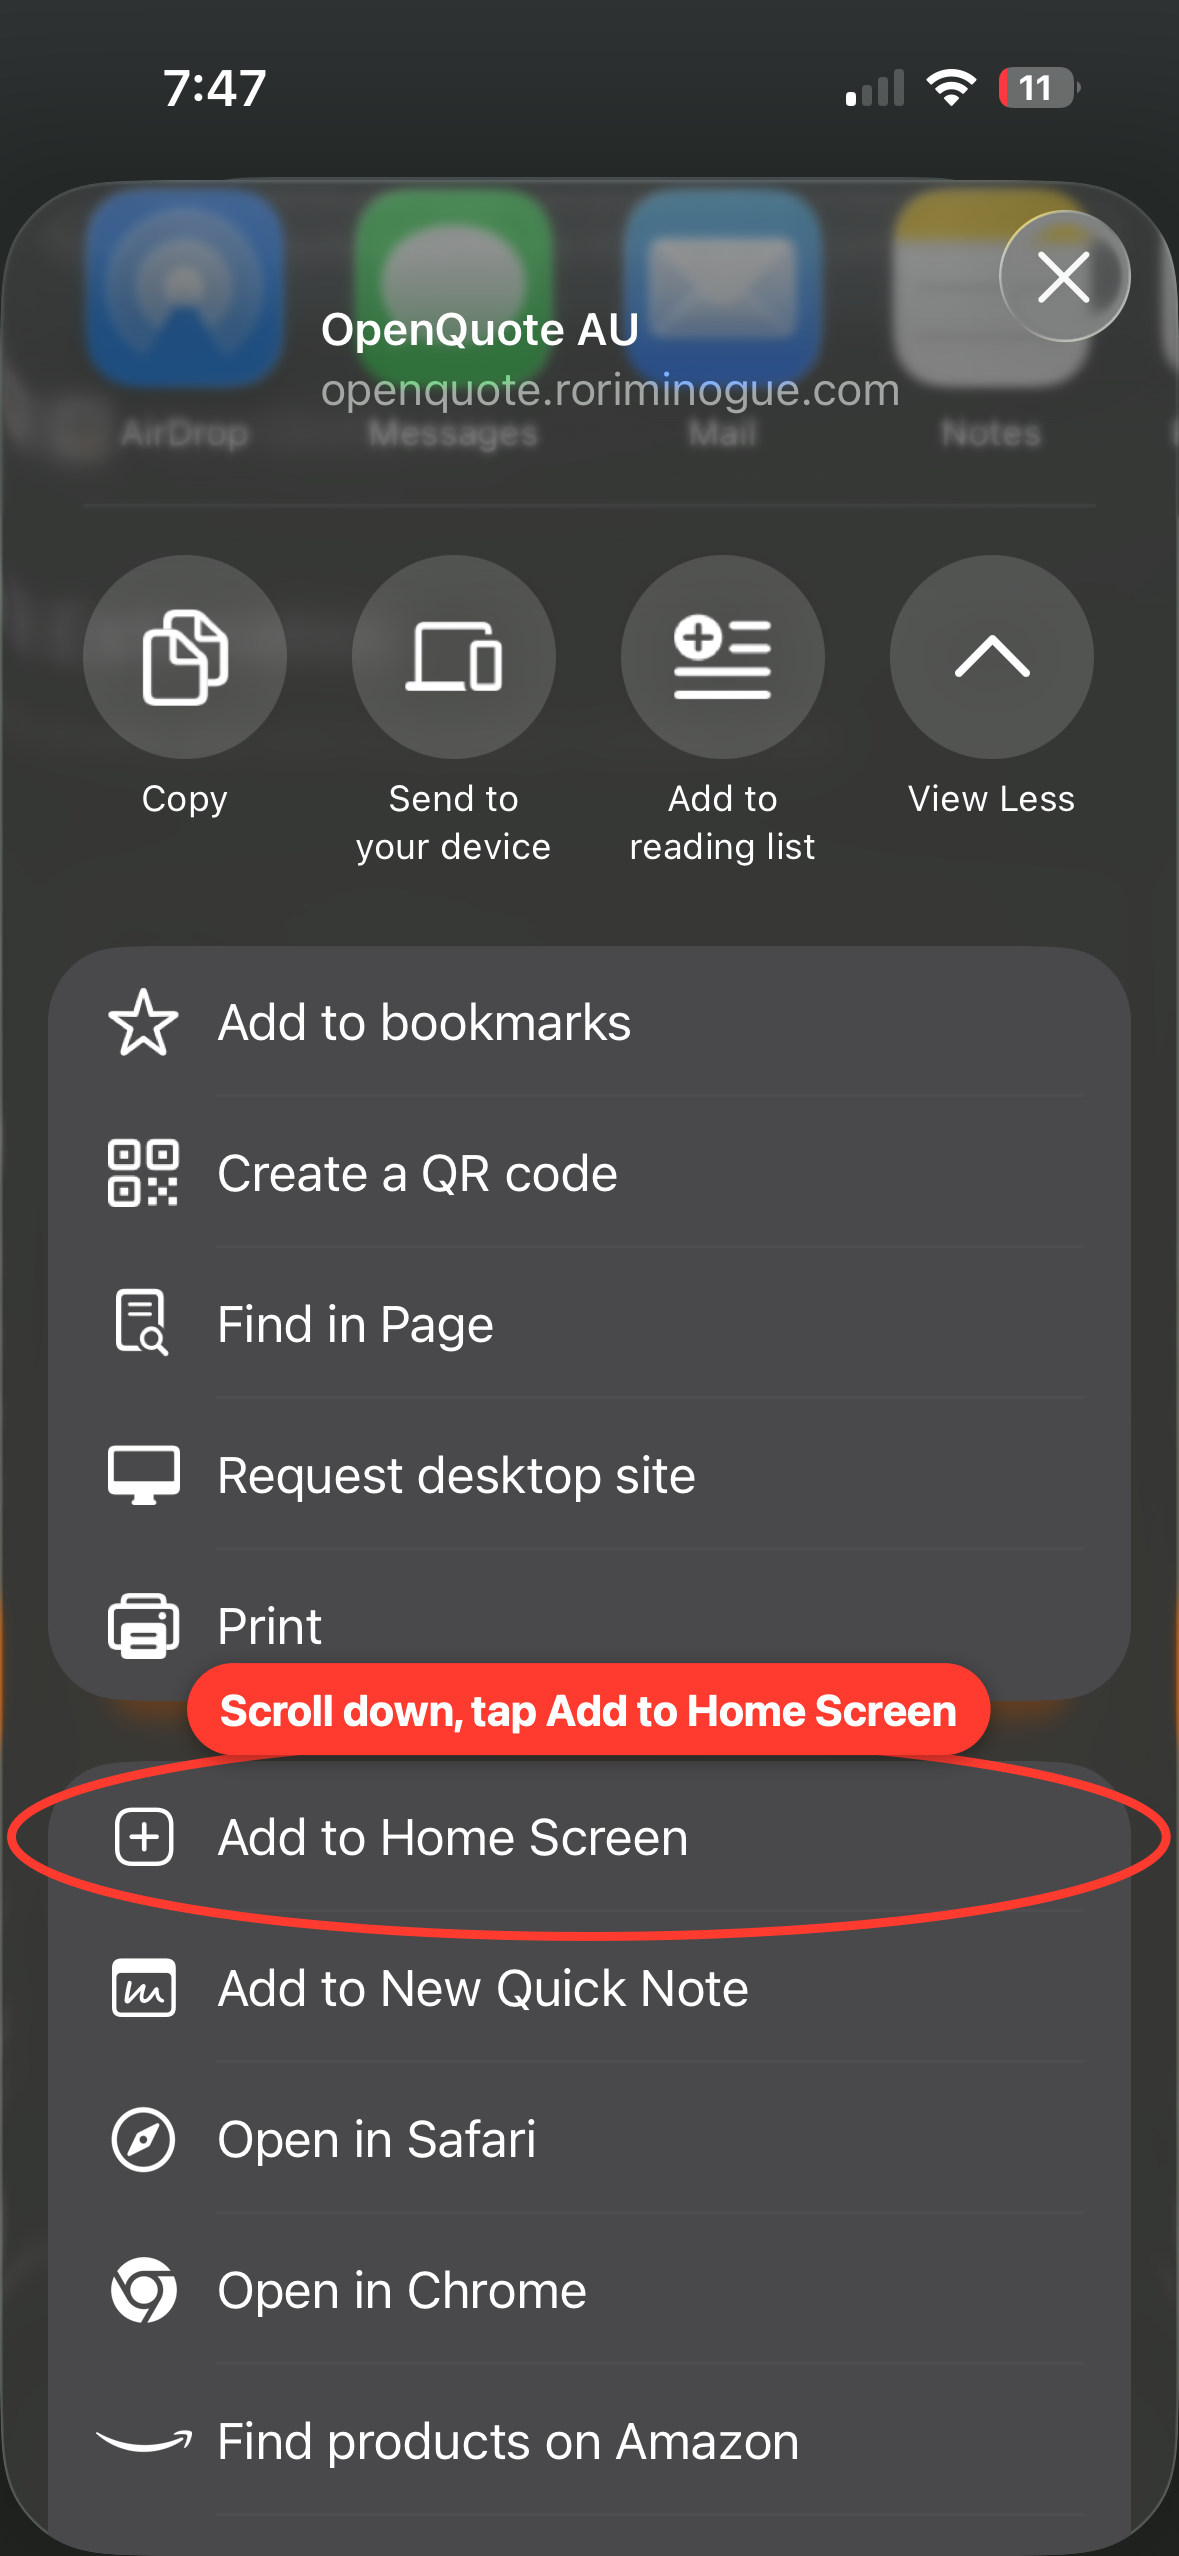 7:47
11
OpenQuote AU
openquote.roriminogue.com
AirDrop
Messages
Mail
Notes
Copy
Send to
your device
Add to
reading list
View Less
Add to bookmarks
Create a QR code
Find in Page
Request desktop site
Print
Scroll down, tap Add to Home Screen
Add to Home Screen
Add to New Quick Note
Open in Safari
Open in Chrome
Find products on Amazon